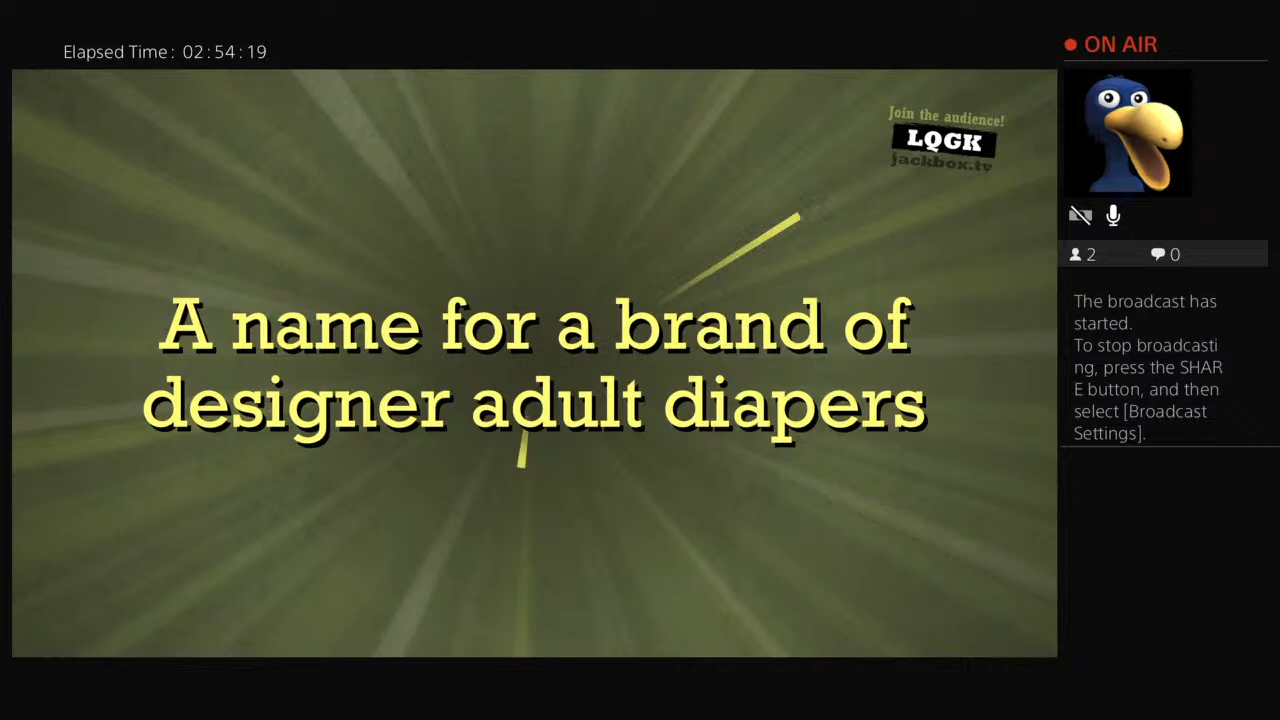 Elapsed Time: 02:54:19
ON AIR
Join the audience!
LQGK
jackbox.tv
2
0
A name for a brand of
designer adult diapers
The broadcast has
started.
To stop broadcasti
ng, press the SHAR
E button, and then
select [Broadcast
Settings].